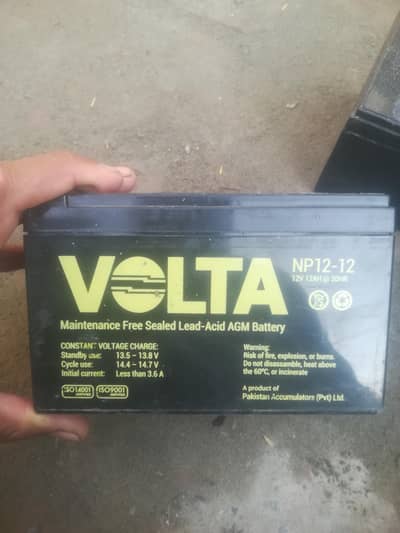 VOLTA
NP12-12
12V 12AH @ 20HR
Maintenance Free Sealed Lead-Acid AGM Battery
CONSTANT VOLTAGE CHARGE:
Standby use: 13.5 – 13.8 V
Cycle use: 14.4 – 14.7 V
Initial current: Less than 3.6 A
ISO14001
CERTIFIED
ISO9001
CERTIFIED
Warning:
Risk of fire, explosion, or burns.
Do not disassamble, heat above
the 60°C, or incinerate
A product of
Pakistan Accumulators (Pvt) Ltd.